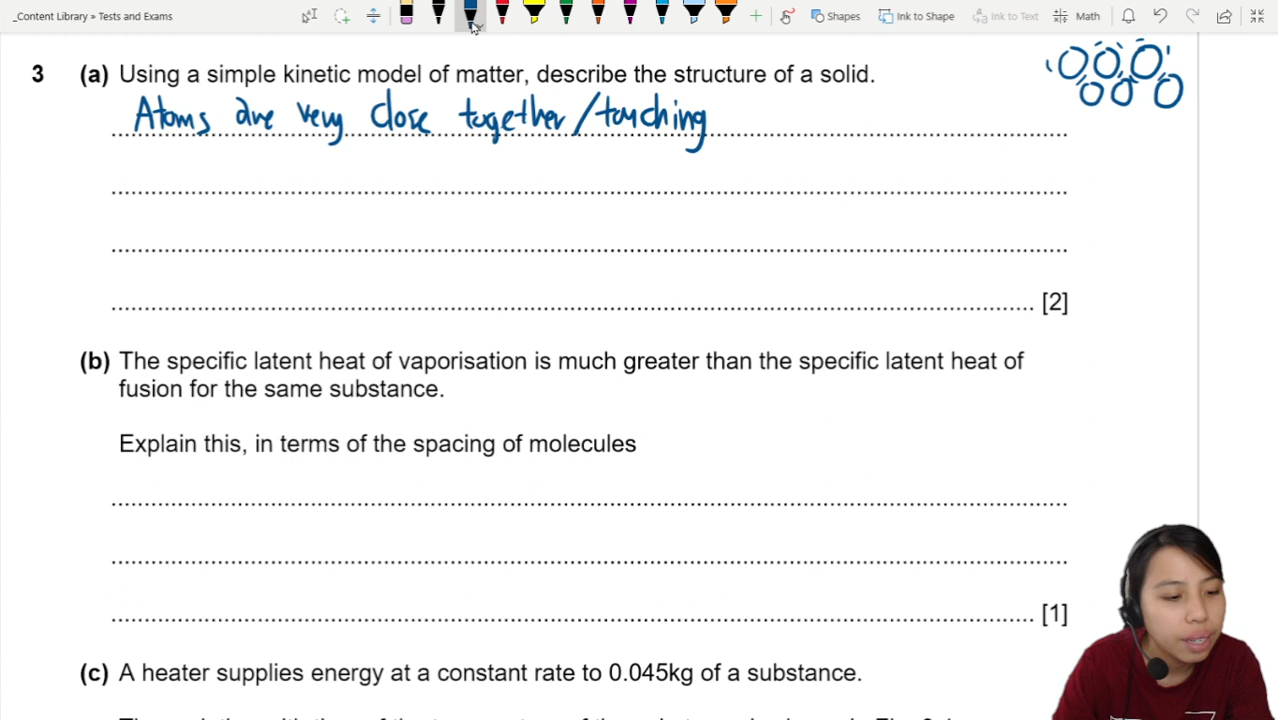 _Content Library » Tests and Exams
Shapes
Ink to Shape
Ink to Text
Math
3 (a) Using a simple kinetic model of matter, describe the structure of a solid.
Atoms are very close together/touching
[2]
(b) The specific latent heat of vaporisation is much greater than the specific latent heat of
fusion for the same substance.
Explain this, in terms of the spacing of molecules
[1]
(c) A heater supplies energy at a constant rate to 0.045kg of a substance.